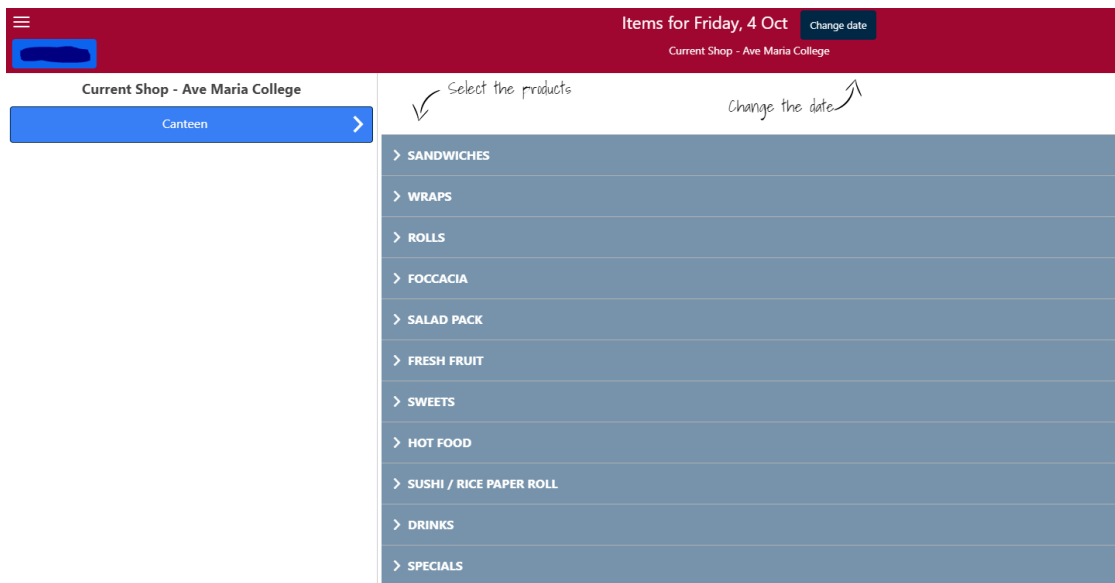 Items for Friday, 4 Oct
Change date
Current Shop - Ave Maria College
Current Shop - Ave Maria College
Canteen
Select the products
Change the date
SANDWICHES
WRAPS
ROLLS
FOCCACIA
SALAD PACK
FRESH FRUIT
SWEETS
HOT FOOD
SUSHI / RICE PAPER ROLL
DRINKS
SPECIALS